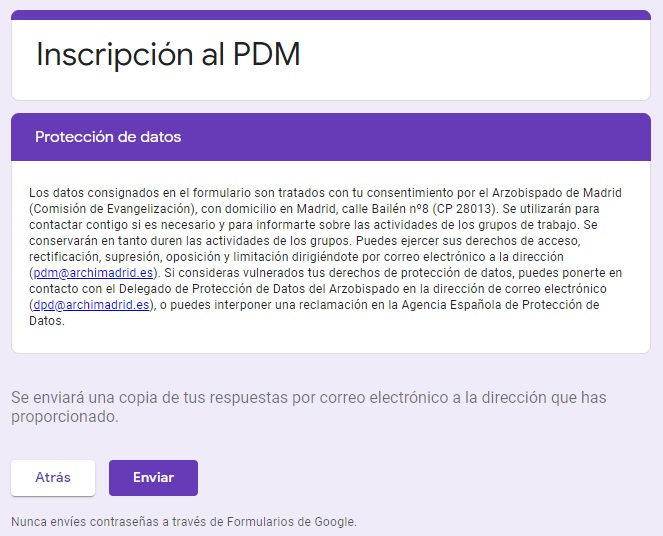 Inscripción al PDM
Protección de datos
Los datos consignados en el formulario son tratados con tu consentimiento por el Arzobispado de Madrid
(Comisión de Evangelización), con domicilio en Madrid, calle Bailén nº8 (CP 28013). Se utilizarán para
contactar contigo si es necesario y para informarte sobre las actividades de los grupos de trabajo. Se
conservarán en tanto duren las actividades de los grupos. Puedes ejercer sus derechos de acceso,
rectificación, supresión, oposición y limitación dirigiéndote por correo electrónico a la dirección
(pdm@archimadrid.es). Si consideras vulnerados tus derechos de protección de datos, puedes ponerte en
contacto con el Delegado de Protección de Datos del Arzobispado en la dirección de correo electrónico
(dpd@archimadrid.es), o puedes interponer una reclamación en la Agencia Española de Protección de
Datos.
Se enviará una copia de tus respuestas por correo electrónico a la dirección que has
proporcionado.
Atrás
Enviar
Nunca envíes contraseñas a través de Formularios de Google.